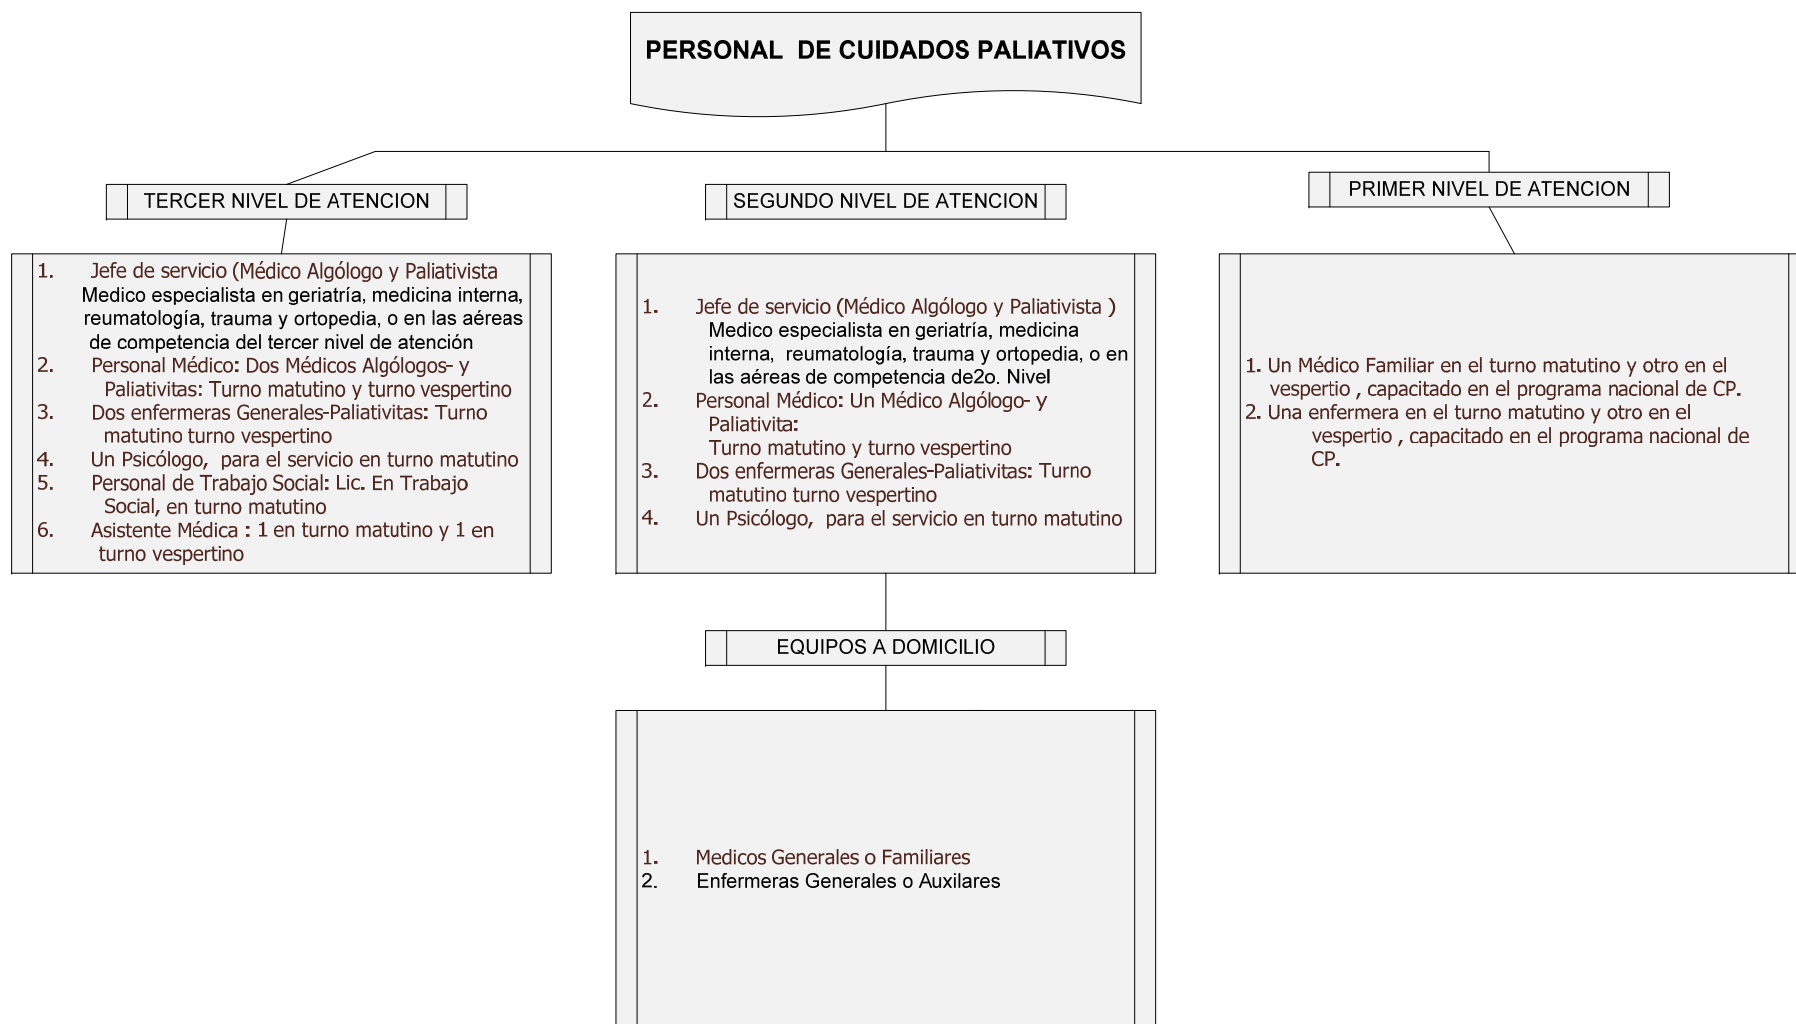 PERSONAL DE CUIDADOS PALIATIVOS
TERCER NIVEL DE ATENCION
1. Jefe de servicio (Médico Algólogo y Paliativista
Medico especialista en geriatría, medicina interna,
reumatología, trauma y ortopedia, o en las aéreas
de competencia del tercer nivel de atención
2. Personal Médico: Dos Médicos Algólogos- y
Paliativitas: Turno matutino y turno vespertino
3. Dos enfermeras Generales-Paliativitas: Turno
matutino turno vespertino
4. Un Psicólogo, para el servicio en turno matutino
5. Personal de Trabajo Social: Lic. En Trabajo
Social, en turno matutino
6. Asistente Médica : 1 en turno matutino y 1 en
turno vespertino
SEGUNDO NIVEL DE ATENCION
1. Jefe de servicio (Médico Algólogo y Paliativista )
Medico especialista en geriatría, medicina
interna, reumatología, trauma y ortopedia, o en
las aéreas de competencia de2o. Nivel
2. Personal Médico: Un Médico Algólogo- y
Paliativita:
Turno matutino y turno vespertino
3. Dos enfermeras Generales-Paliativitas: Turno
matutino turno vespertino
4. Un Psicólogo, para el servicio en turno matutino
PRIMER NIVEL DE ATENCION
1. Un Médico Familiar en el turno matutino y otro en el
vespertio , capacitado en el programa nacional de CP.
2. Una enfermera en el turno matutino y otro en el
vespertio , capacitado en el programa nacional de
CP.
EQUIPOS A DOMICILIO
1. Medicos Generales o Familiares
2. Enfermeras Generales o Auxilares